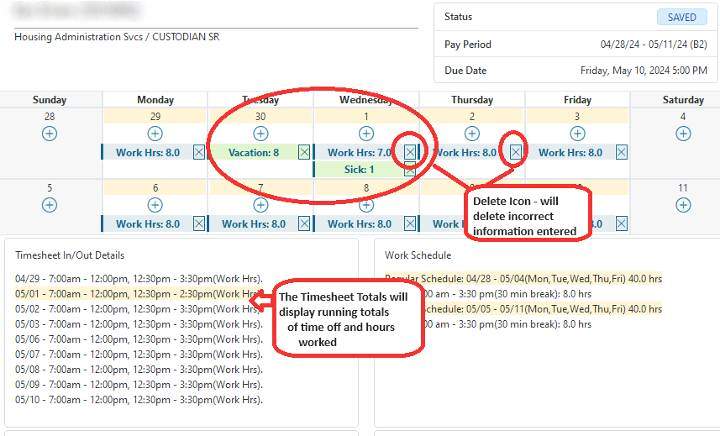 Status SAVED
Housing Administration Svcs / CUSTODIAN SR
Pay Period 04/28/24 - 05/11/24 (B2)
Due Date Friday, May 10, 2024 5:00 PM
Sunday Monday Tuesday Wednesday Thursday Friday Saturday
28 29 30 1 2 3 4
Work Hrs: 8.0 Vacation: 8 Work Hrs: 7.0 Work Hrs: 8.0 Work Hrs: 8.0
Sick: 1
5 6 7 8 11
Work Hrs: 8.0 Work Hrs: 8.0 Work Hrs: 8.0
Delete Icon - will
delete incorrect
information entered
Timesheet In/Out Details
04/29 - 7:00am - 12:00pm, 12:30pm - 3:30pm(Work Hrs).
05/01 - 7:00am - 12:00pm, 12:30pm - 2:30pm(Work Hrs
05/02 - 7:00am - 12:00pm, 12:30pm - 3:30pm(Work Hrs
05/03 - 7:00am - 12:00pm, 12:30pm - 3:30pm(Work Hrs
05/06 - 7:00am - 12:00pm, 12:30pm - 3:30pm(Work Hrs).
05/07 - 7:00am - 12:00pm, 12:30pm - 3:30pm(Work Hrs).
05/08 - 7:00am - 12:00pm, 12:30pm - 3:30pm(Work Hrs).
05/09 - 7:00am - 12:00pm, 12:30pm - 3:30pm(Work Hrs).
05/10 - 7:00am - 12:00pm, 12:30pm - 3:30pm(Work Hrs).
The Timesheet Totals will
display running totals
of time off and hours
worked
Work Schedule
Regular Schedule: 04/28 - 05/04(Mon,Tue,Wed,Thu,Fri) 40.0 hrs
00 am - 3:30 pm(30 min break): 8.0 hrs
Schedule: 05/05 - 05/11(Mon,Tue,Wed,Thu,Fri) 40.0 hrs
00 am - 3:30 pm(30 min break): 8.0 hrs